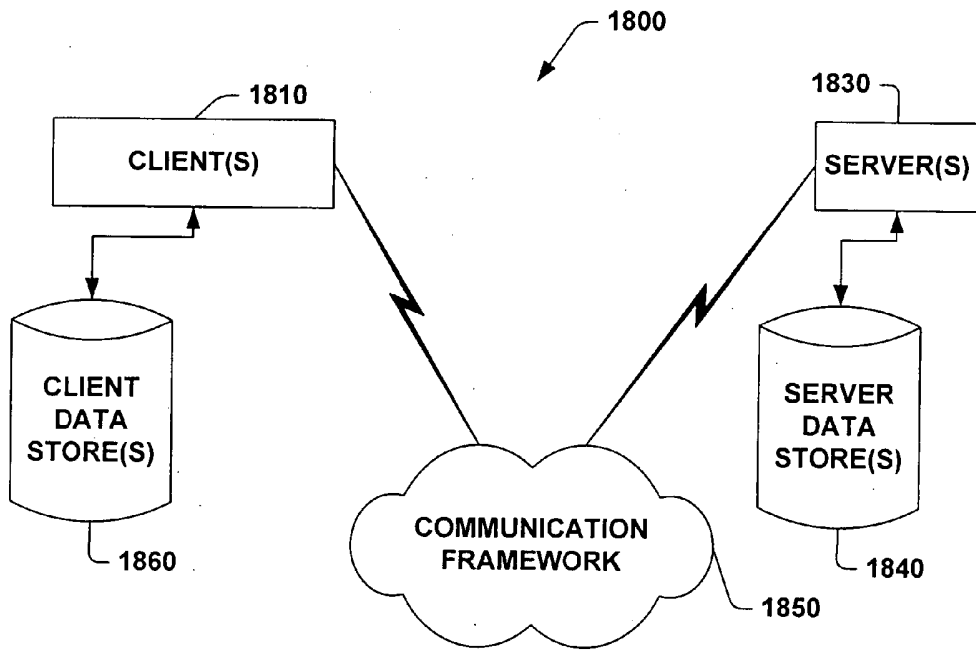 1800
1810
1830
CLIENT(S)
SERVER(S)
CLIENT
DATA
STORE(S)
SERVER
DATA
STORE(S)
COMMUNICATION
FRAMEWORK
1860
1840
1850